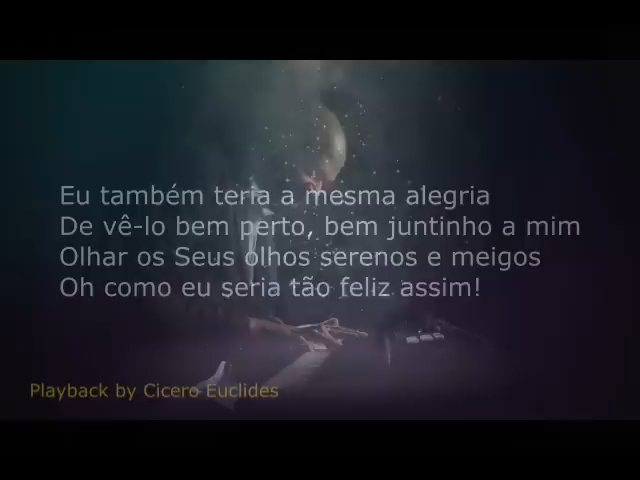 Eu também teria a mesma alegria
De vê-lo bem perto, bem juntinho a mim
Olhar os Seus olhos serenos e meigos
Oh como eu seria tão feliz assim!
Playback by Cicero Euclides